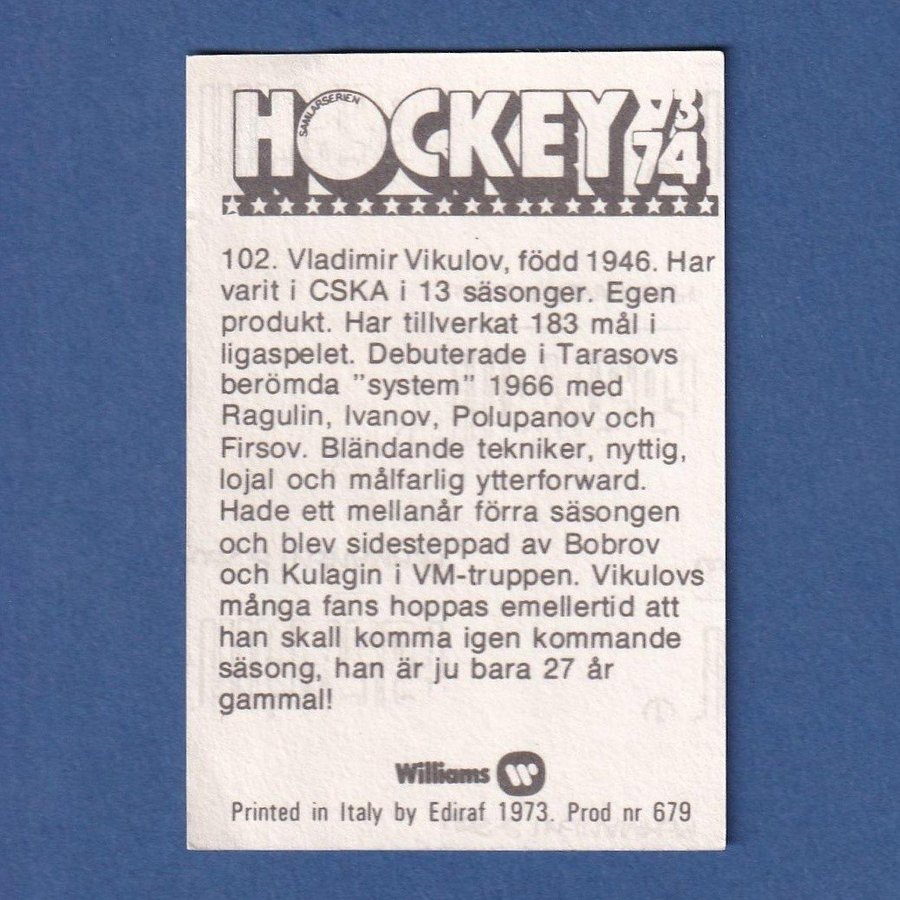 SAMLARSERIEN
HOCKEY 73
74
102. Vladimir Vikulov, född 1946. Har
varit i CSKA i 13 säsonger. Egen
produkt. Har tillverkat 183 mål i
ligaspelet. Debuterade i Tarasovs
berömda ”system” 1966 med
Ragulin, Ivanov, Polupanov och
Firsov. Bländande tekniker, nyttig,
lojal och målfarlig ytterforward.
Hade ett mellanår förra säsongen
och blev sidesteppad av Bobrov
och Kulagin i VM-truppen. Vikulovs
många fans hoppas emellertid att
han skall komma igen kommande
säsong, han är ju bara 27 år
gammal!
Williams W
Printed in Italy by Ediraf 1973. Prod nr 679